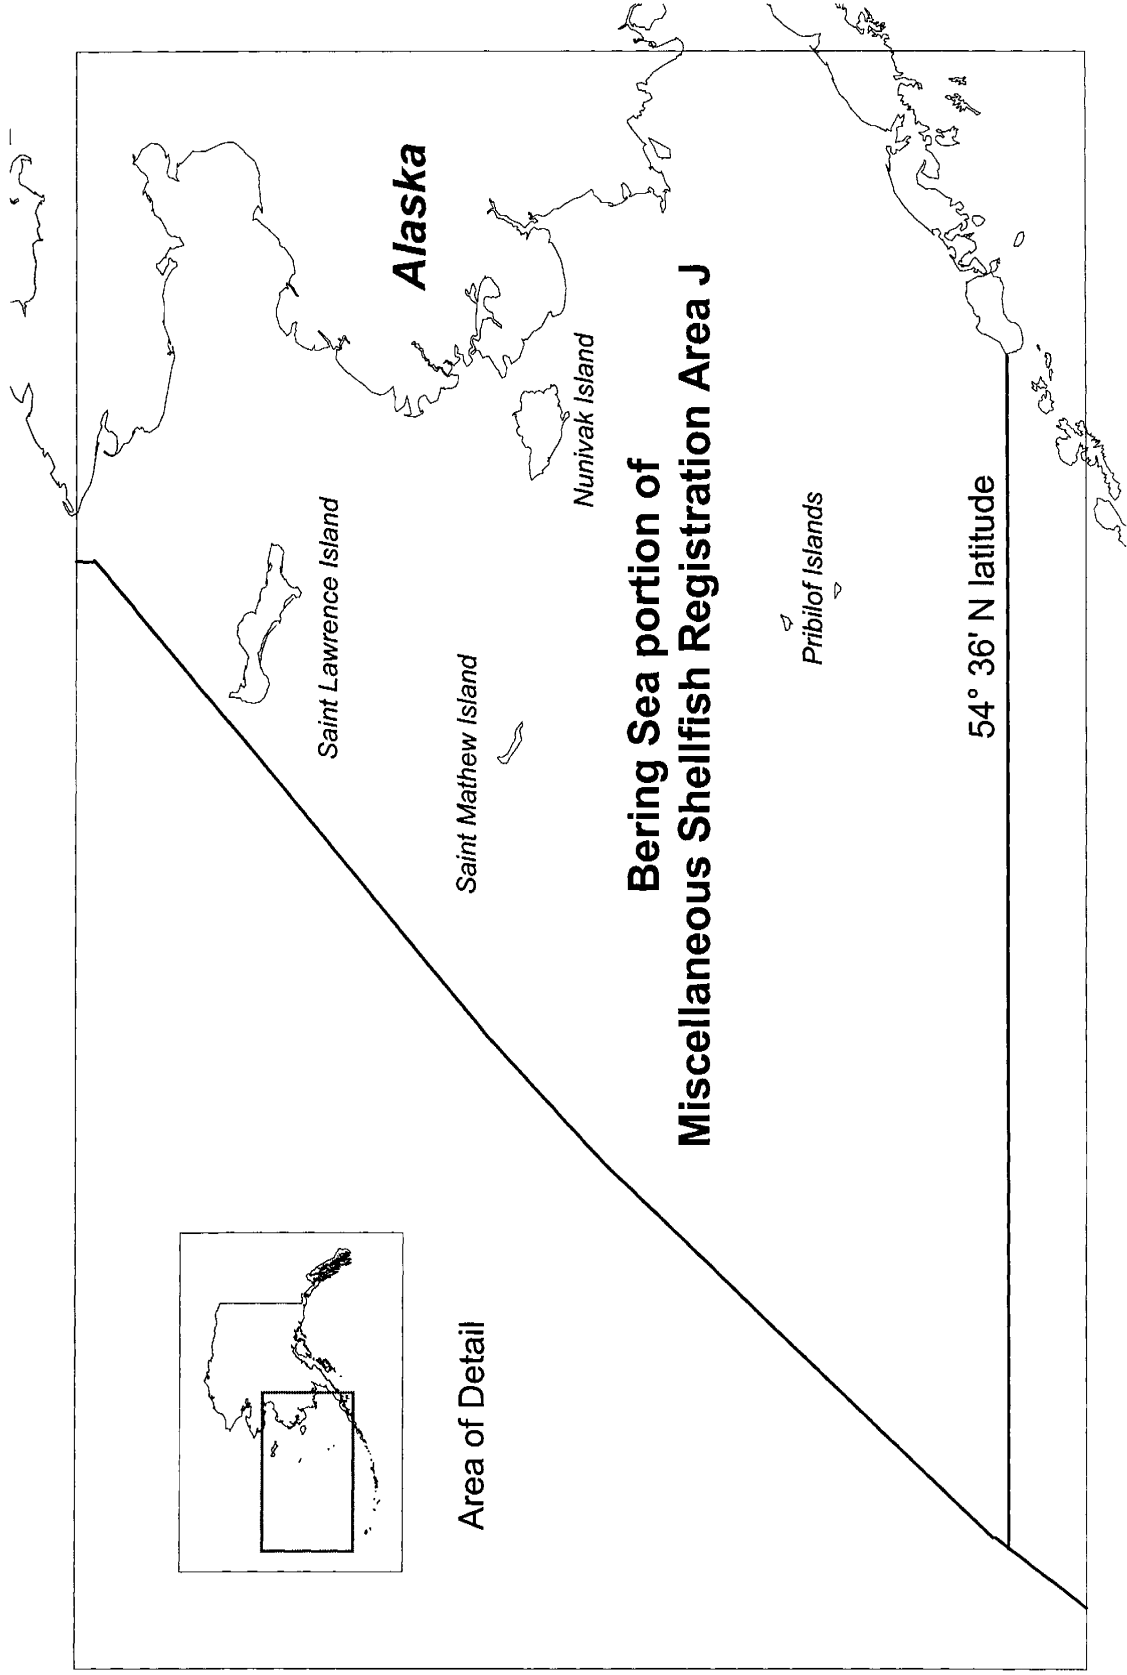 Alaska
Saint Lawrence Island
Nunivak Island
Saint Mathew Island
Bering Sea portion of
Miscellaneous Shellfish Registration Area J
Pribilof Islands
54° 36' N latitude
Area of Detail